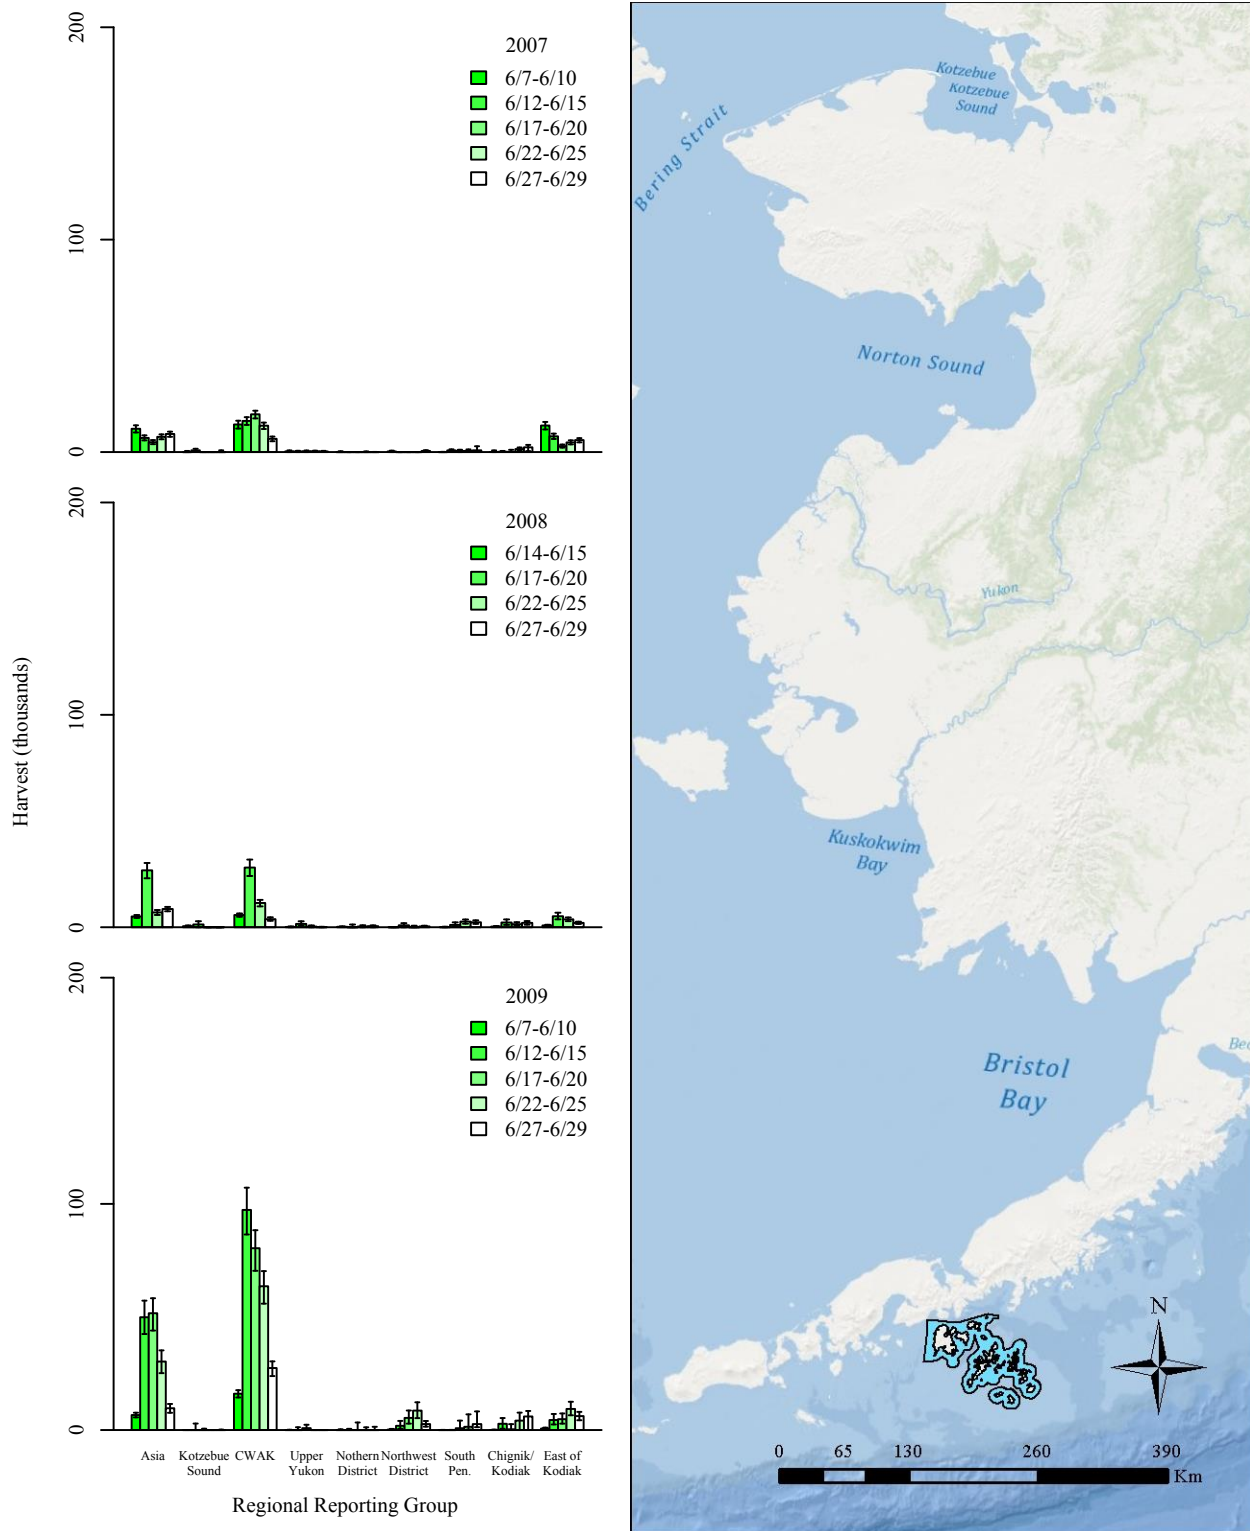 200
100
0
2007
6/7-6/10
6/12-6/15
6/17-6/20
6/22-6/25
6/27-6/29
200
100
0
2008
6/14-6/15
6/17-6/20
6/22-6/25
6/27-6/29
Harvest (thousands)
200
100
0
2009
6/7-6/10
6/12-6/15
6/17-6/20
6/22-6/25
6/27-6/29
Asia
Kotzebue
Sound
CWAK
Upper
Yukon
Nothern
District
Northwest
District
South
Pen.
Chignik/
Kodiak
East of
Kodiak
Regional Reporting Group
Kotzebue
Kotzebue
Sound
Bering Strait
Norton Sound
Yukon
Kuskokwim
Bay
Bristol
Bay
N
0 65 130 260 390
Km